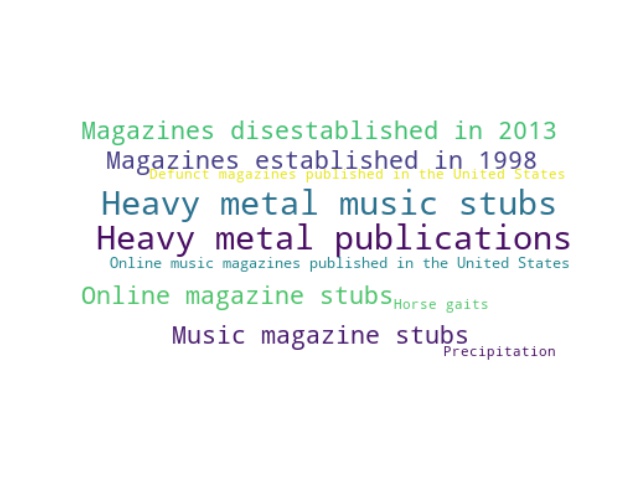 Magazines disestablished in 2013
Magazines established in 1998
Defunct magazines published in the United States
Heavy metal music stubs
Heavy metal publications
Online music magazines published in the United States
Online magazine stubs
Horse gaits
Music magazine stubs
Precipitation